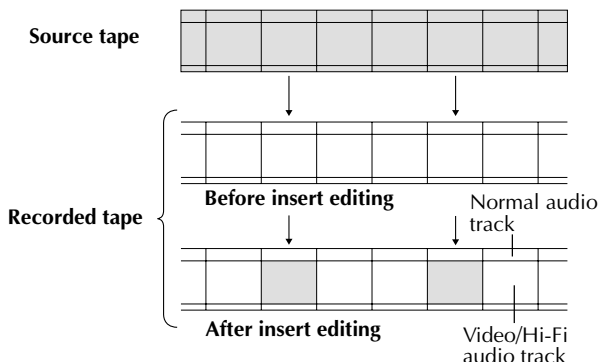 Source tape
Before insert editing
Normal audio
track
Recorded tape
After insert editing
Video/Hi-Fi
audio track